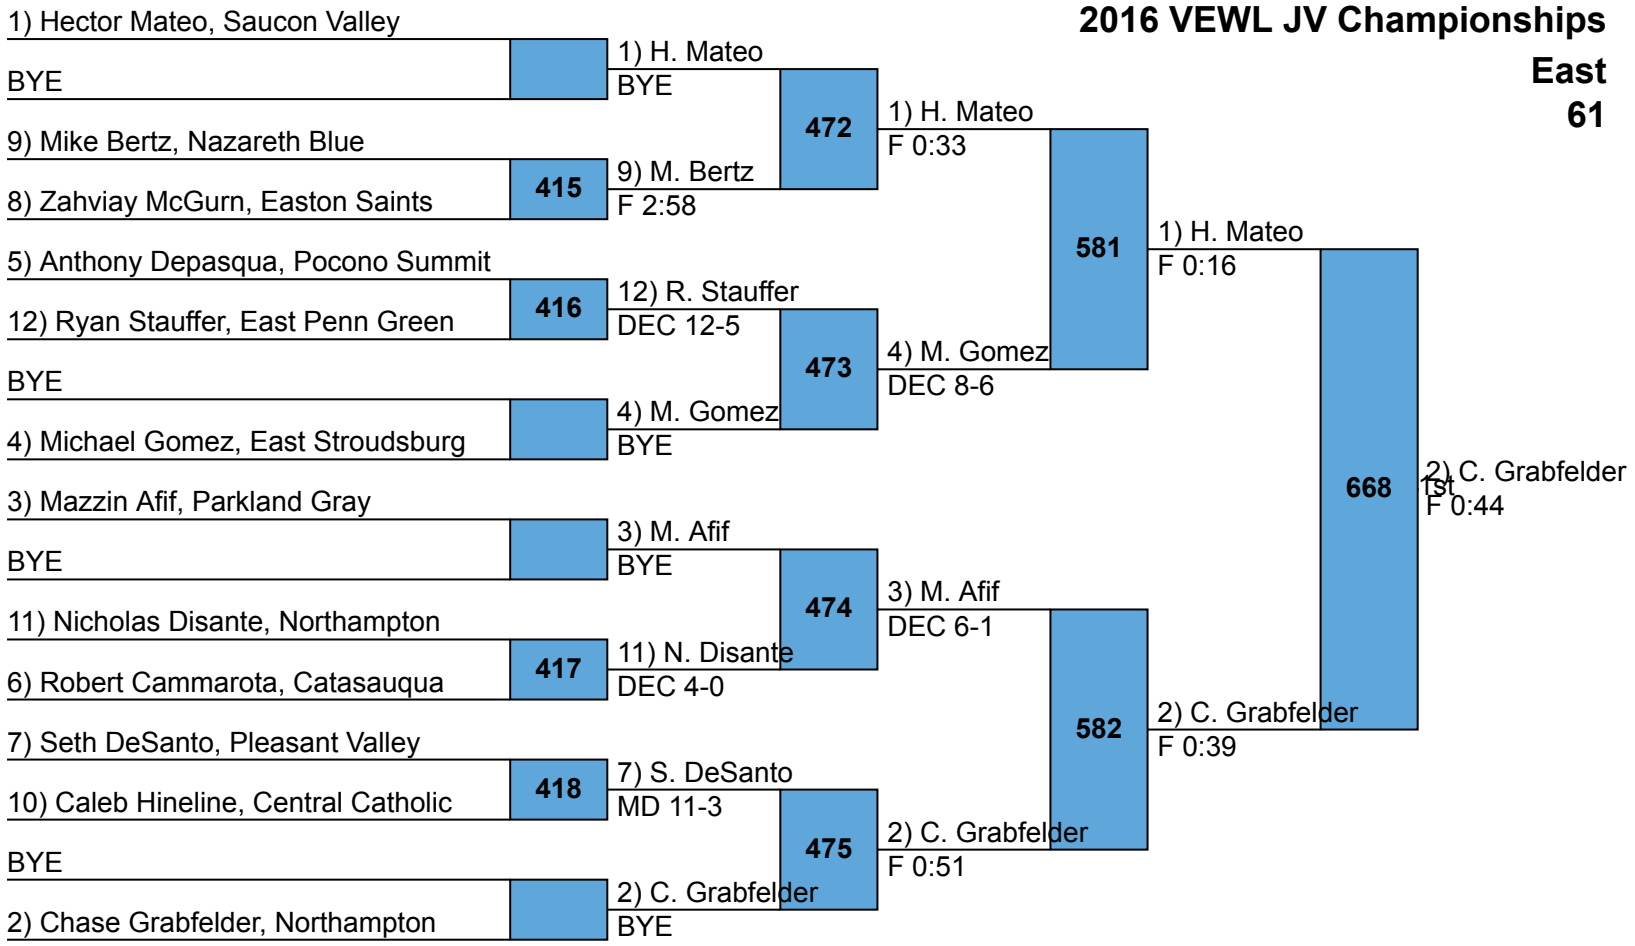 2016 VEWL JV Championships
East
61
1) Hector Mateo, Saucon Valley
BYE
9) Mike Bertz, Nazareth Blue
8) Zahviay McGurn, Easton Saints
5) Anthony Depasqua, Pocono Summit
12) Ryan Stauffer, East Penn Green
BYE
4) Michael Gomez, East Stroudsburg
3) Mazzin Afif, Parkland Gray
BYE
11) Nicholas Disante, Northampton
6) Robert Cammarota, Catasauqua
7) Seth DeSanto, Pleasant Valley
10) Caleb Hineline, Central Catholic
BYE
2) Chase Grabfelder, Northampton
415
416
417
418
1) H. Mateo
BYE
9) M. Bertz
F 2:58
12) R. Stauffer
DEC 12-5
4) M. Gomez
BYE
3) M. Afif
BYE
11) N. Disante
DEC 4-0
7) S. DeSanto
MD 11-3
2) C. Grabfelder
BYE
472
473
474
475
1) H. Mateo
F 0:33
4) M. Gomez
DEC 8-6
3) M. Afif
DEC 6-1
2) C. Grabfelder
F 0:51
581
582
1) H. Mateo
F 0:16
2) C. Grabfelder
F 0:39
668
2) C. Grabfelder
1st
F 0:44